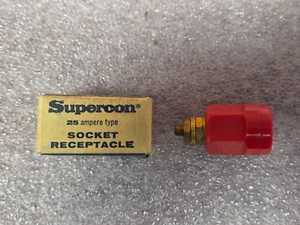 Supercon®
25 ampere type
SOCKET
RECEPTACLE